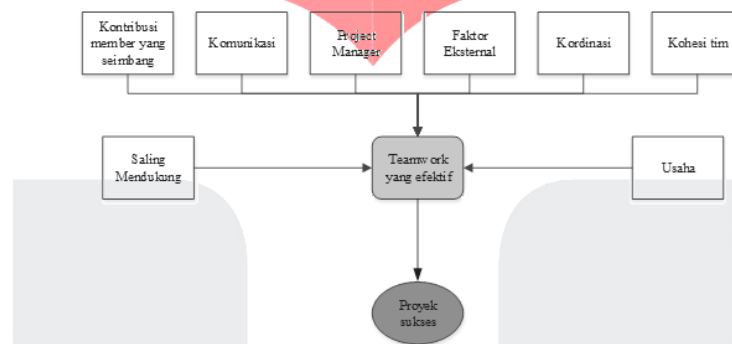 Kontribusi
member yang
seimbang
Komunikasi
Project
Manager
Faktor
Eksternal
Kordinasi
Kohesi tim
Saling
Mendukung
Teamwork
yang efektif
Usaha
Proyek
sukses